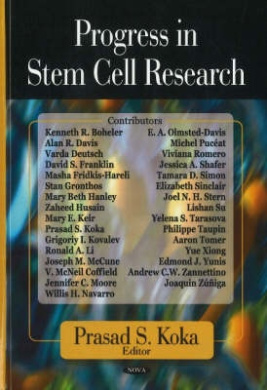 Progress in
Stem Cell Research
Contributors
Kenneth R. Boheler
Alan R. Davis
Varda Deutsch
David S. Franklin
Masha Fridkis-Hareli
Stan Gronthos
Mary Beth Hanley
Zaheed Husain
Mary E. Keir
Prasad S. Koka
Grigoriy I. Kovalev
Ronald A. Li
Joseph M. McCune
V. McNeil Coffield
Jennifer C. Moore
Willis H. Navarro
E. A. Olmsted-Davis
Michel Pucéat
Viviana Romero
Jessica A. Shafer
Tamara D. Simou
Elizabeth Sinclair
Joel N. H. Stern
Lishan Su
Yelena S. Tarasova
Philippe Taupin
Aaron Tomer
Yue Xiong
Edmond J. Yunis
Andrew C.W. Zannettino
Joaquin Zúñiga
Prasad S. Koka
Editor
NOVA